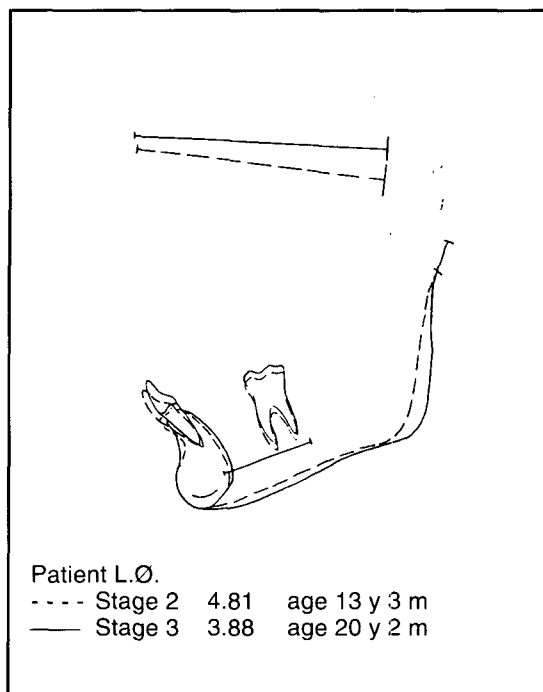 Patient L.Ø.
---- Stage 2 4.81 age 13 y 3 m
—— Stage 3 3.88 age 20 y 2 m